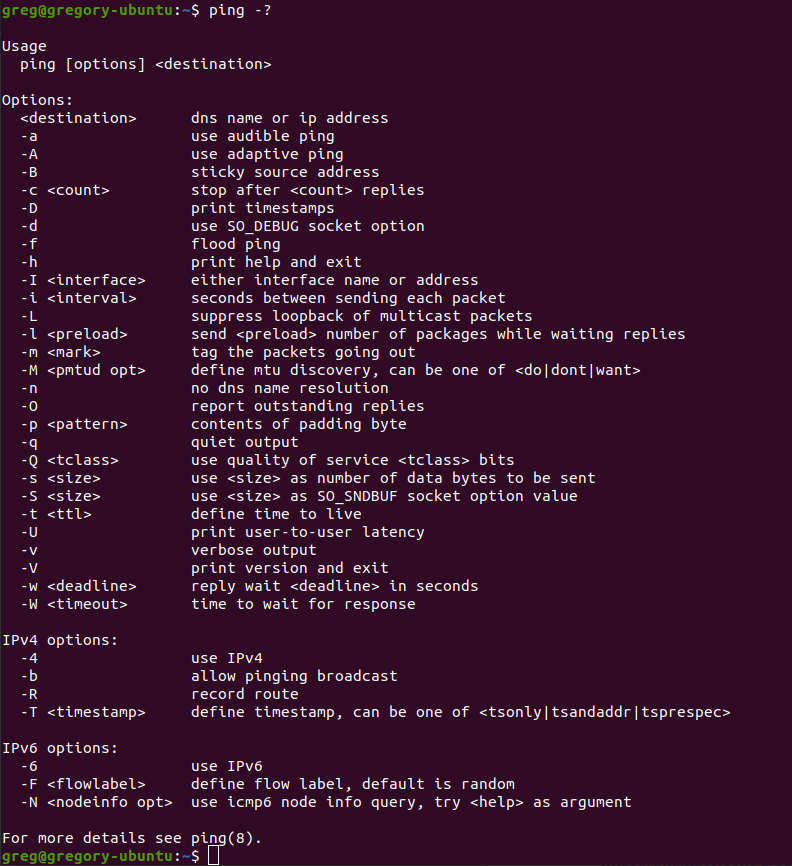 greg@gregory-ubuntu:~$ ping -?

Usage
  ping [options] <destination>

Options:
  <destination>      dns name or ip address
  -a                 use audible ping
  -A                 use adaptive ping
  -B                 sticky source address
  -c <count>         stop after <count> replies
  -D                 print timestamps
  -d                 use SO_DEBUG socket option
  -f                 flood ping
  -h                 print help and exit
  -I <interface>     either interface name or address
  -i <interval>      seconds between sending each packet
  -L                 suppress loopback of multicast packets
  -l <preload>       send <preload> number of packages while waiting replies
  -m <mark>          tag the packets going out
  -M <pmtud opt>     define mtu discovery, can be one of <do|dont|want>
  -n                 no dns name resolution
  -O                 report outstanding replies
  -p <pattern>       contents of padding byte
  -q                 quiet output
  -Q <tclass>        use quality of service <tclass> bits
  -s <size>          use <size> as number of data bytes to be sent
  -S <size>          use <size> as SO_SNDBUF socket option value
  -t <ttl>           define time to live
  -U                 print user-to-user latency
  -v                 verbose output
  -V                 print version and exit
  -w <deadline>      reply wait <deadline> in seconds
  -W <timeout>       time to wait for response

IPv4 options:
  -4                 use IPv4
  -b                 allow pinging broadcast
  -R                 record route
  -T <timestamp>     define timestamp, can be one of <tsonly|tsandaddr|tsprespec>

IPv6 options:
  -6                 use IPv6
  -F <flowlabel>     define flow label, default is random
  -N <nodeinfo opt>  use icmp6 node info query, try <help> as argument

For more details see ping(8).
greg@gregory-ubuntu:~$